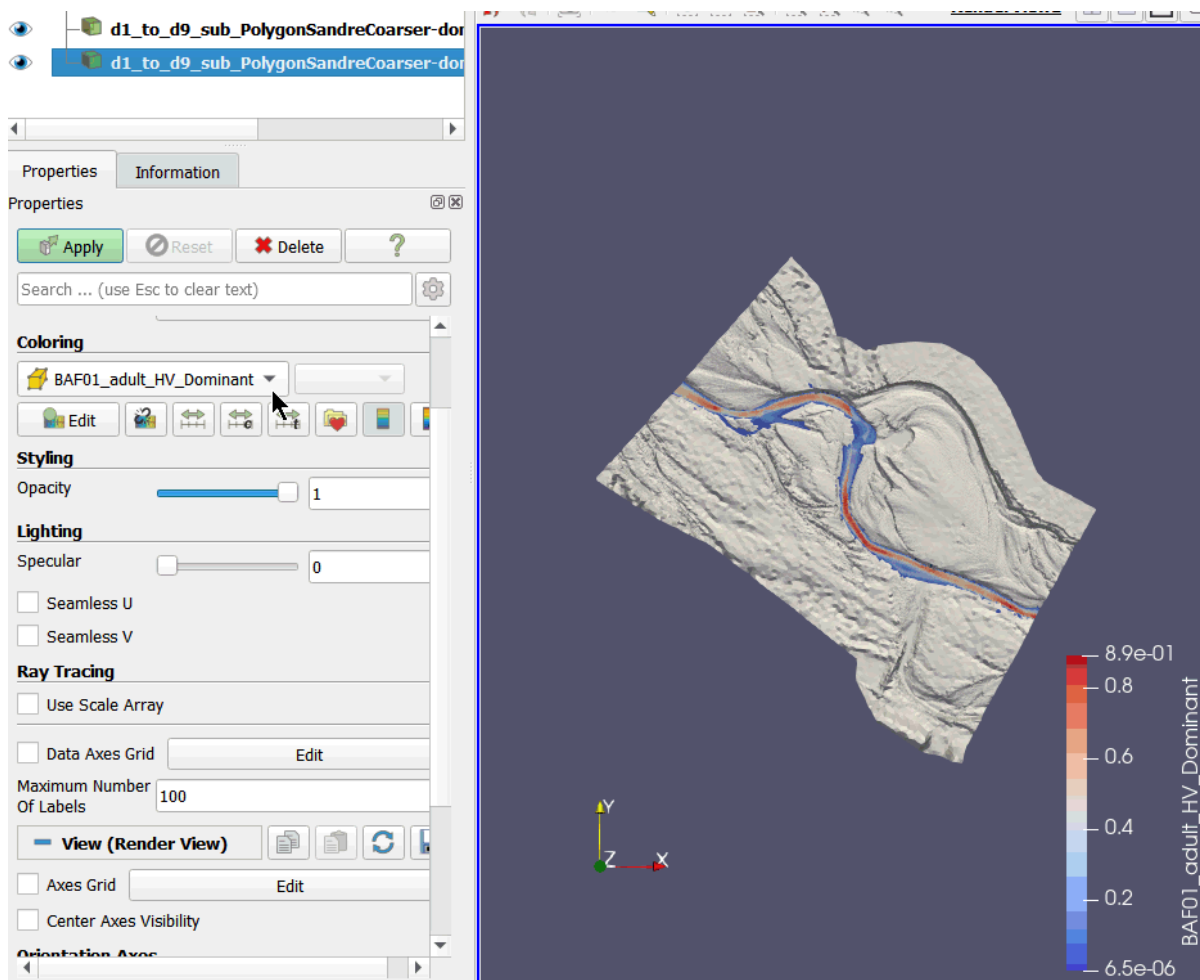 d1_to_d9_sub_PolygonSandreCoarser-dor
d1_to_d9_sub_PolygonSandreCoarser-dor
Properties
Information
Properties
Apply
Reset
Delete
?
Search ... (use Esc to clear text)
Coloring
BAF01_adult_HV_Dominant
Edit
Styling
Opacity
1
Lighting
Specular
0
Seamless U
Seamless V
Ray Tracing
Use Scale Array
Data Axes Grid
Edit
Maximum Number
Of Labels
100
View (Render View)
Axes Grid
Edit
Center Axes Visibility
Orientation Axes
Y
Z
X
8.9e-01
0.8
0.6
0.4
0.2
6.5e-06
BAF01_adult_HV_Dominant